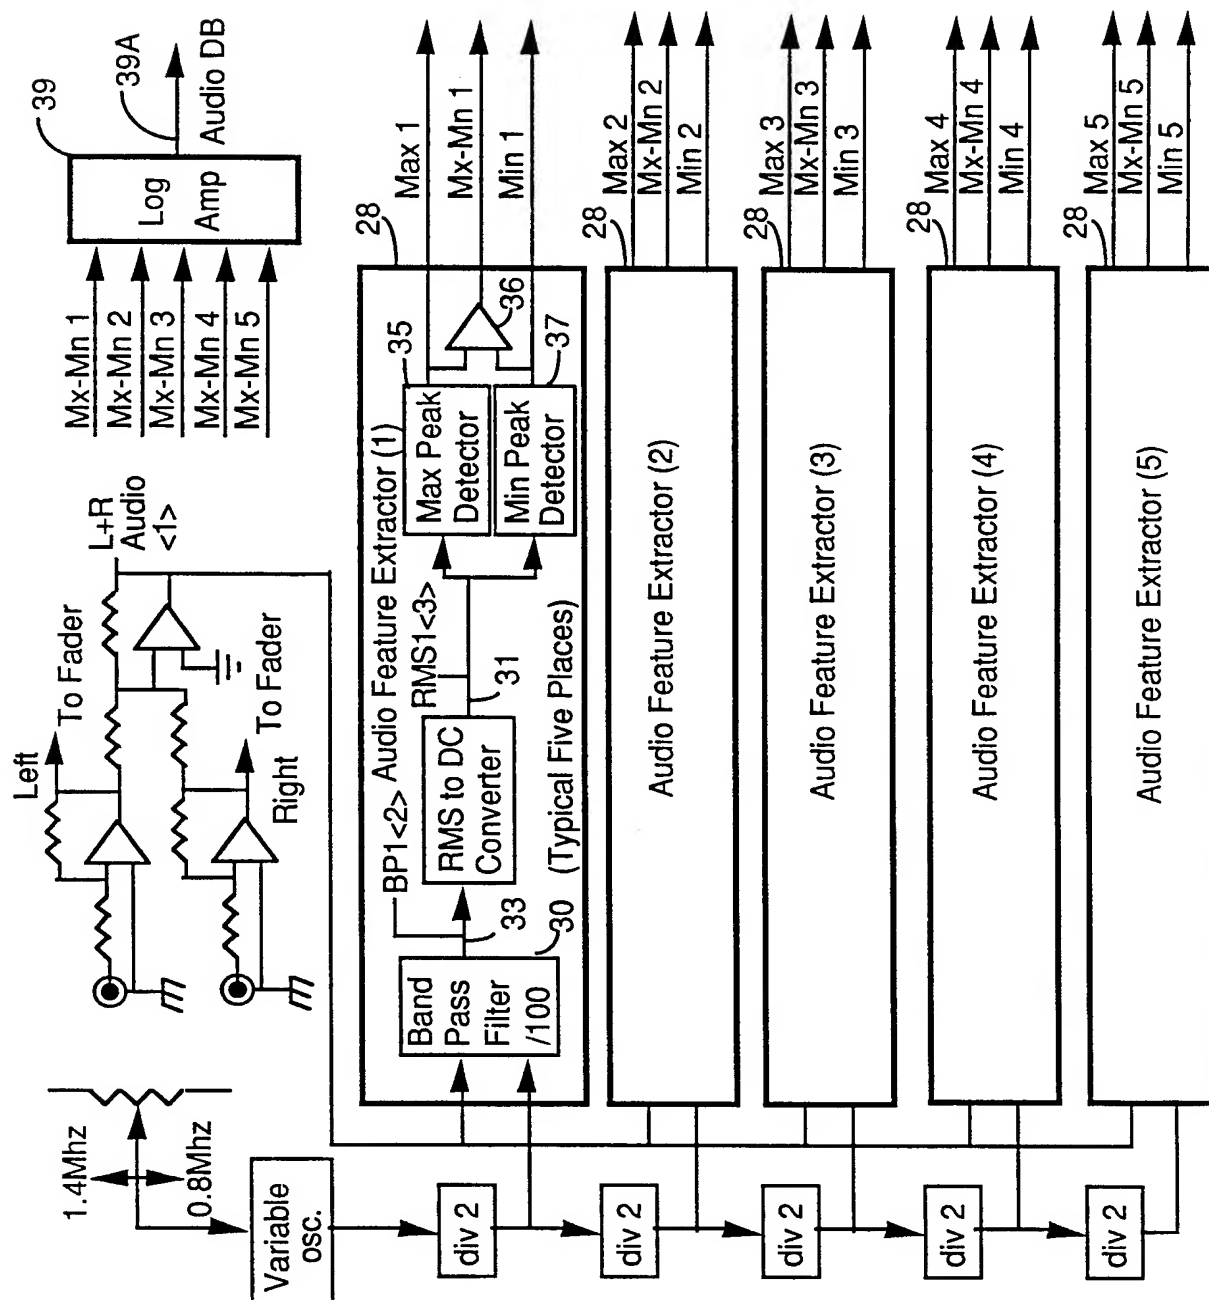 1.4Mhz
0.8Mhz
Variable
osc.
div 2
div 2
div 2
div 2
div 2
Left
To Fader
Right
To Fader
L+R
Audio
<1>
Mx-Mn 1
Mx-Mn 2
Mx-Mn 3
Mx-Mn 4
Mx-Mn 5
Log
Amp
39
39A
Audio DB
Audio Feature Extractor (1)
Band
Pass
Filter
/100
30
33
BP1<2>
RMS to DC
Converter
31
RMS1<3>
(Typical Five Places)
Max Peak
Detector
35
Min Peak
Detector
37
36
28
Max 1
Mx-Mn 1
Min 1
Audio Feature Extractor (2)
28
Max 2
Mx-Mn 2
Min 2
Audio Feature Extractor (3)
28
Max 3
Mx-Mn 3
Min 3
Audio Feature Extractor (4)
28
Max 4
Mx-Mn 4
Min 4
Audio Feature Extractor (5)
28
Max 5
Mx-Mn 5
Min 5